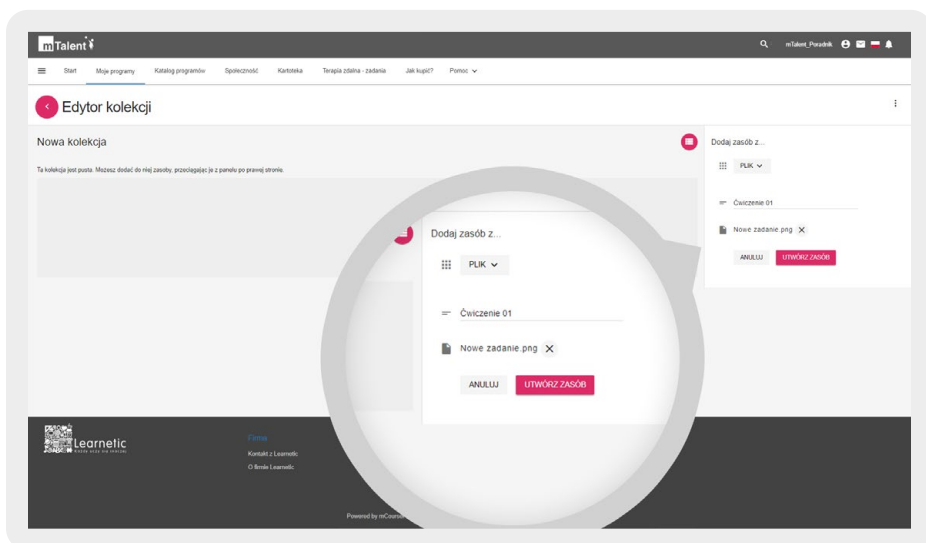 mTalent
mTalent_Poradnik
Start Moje programy Katalog programów Społeczność Kartoteka Terapia zdalna - zadania Jak kupić? Pomoc
Edytor kolekcji
Nowa kolekcja
Ta kolekcja jest pusta. Możesz dodać do niej zasoby, przeciągając je z panelu po prawej stronie.
Dodaj zasób z...
PLIK
Ćwiczenie 01
Nowe zadanie.png
ANULUJ UTWÓRZ ZASÓB
Dodaj zasób z...
PLIK
Ćwiczenie 01
Nowe zadanie.png
ANULUJ UTWÓRZ ZASÓB
Learnetic
Firma
Kontakt z Learnetic
O firmie Learnetic
Powered by